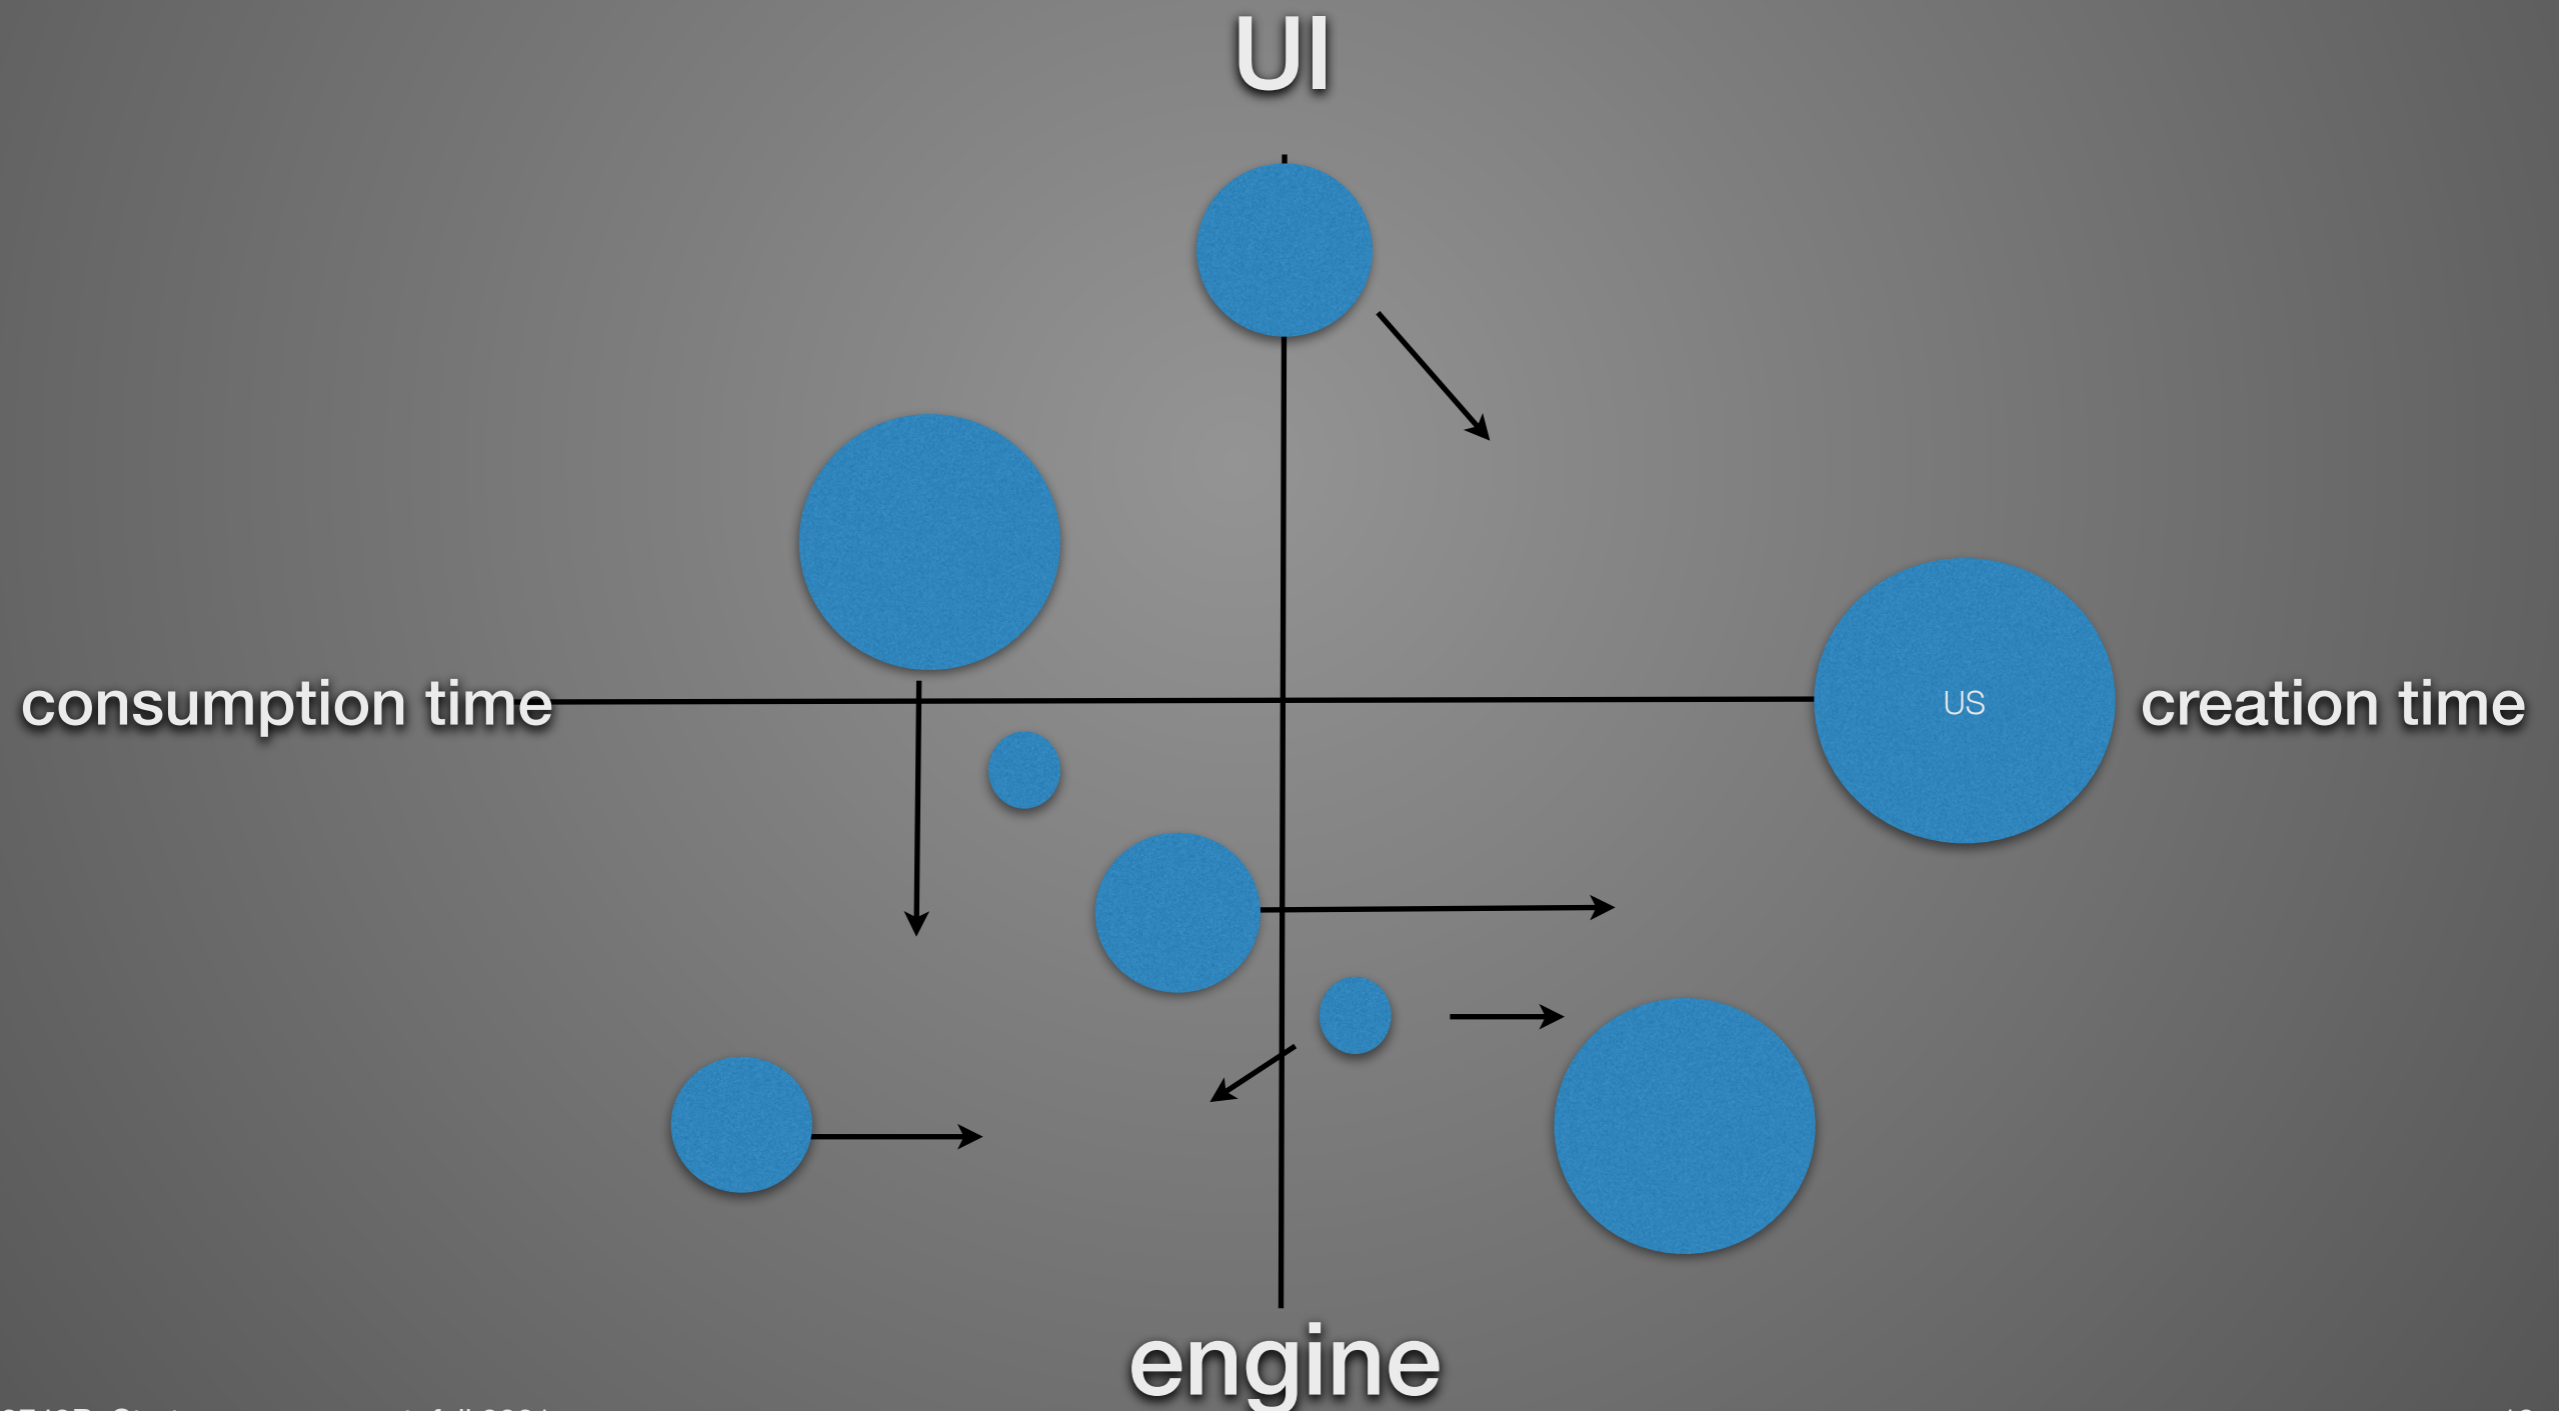 UI
consumption time
US
creation time
engine